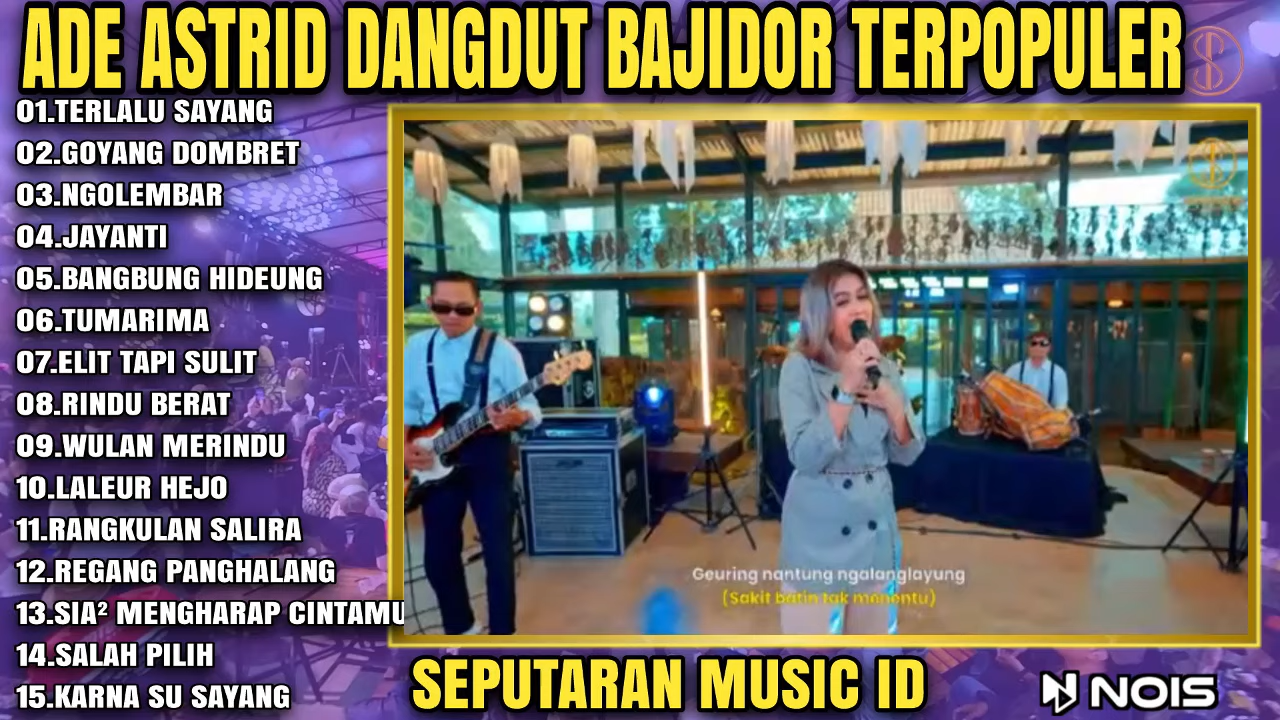 ADE ASTRID DANGDUT BAJIDOR TERPOPULER
01.TERLALU SAYANG
02.GOYANG DOMBRET
03.NGOLEMBAR
04.JAYANTI
05.BANGBUNG HIDEUNG
06.TUMARIMA
07.ELIT TAPI SULIT
08.RINDU BERAT
09.WULAN MERINDU
10.LALEUR HEJO
11.RANGKULAN SALIRA
12.REGANG PANGHALANG
13.SIA² MENGHARAP CINTAMU
14.SALAH PILIH
15.KARNA SU SAYANG
Geuring nantung ngalanglayung
(Sakit batin tak menentu)
SEPUTARAN MUSIC ID
NOIS